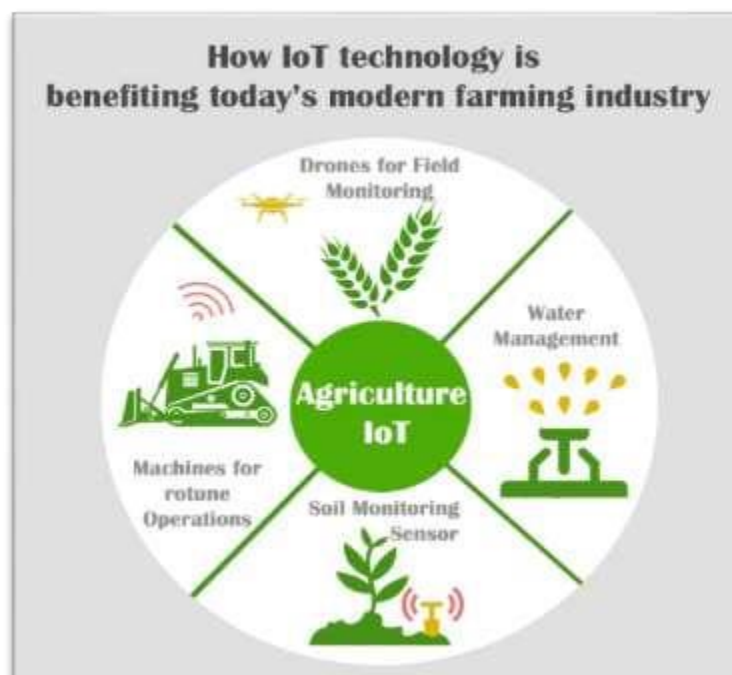 How IoT technology is
benefiting today's modern farming industry
Drones for Field
Monitoring
Water
Management
Agriculture
IoT
Machines for
rotune
Operations
Soil Monitoring
Sensor